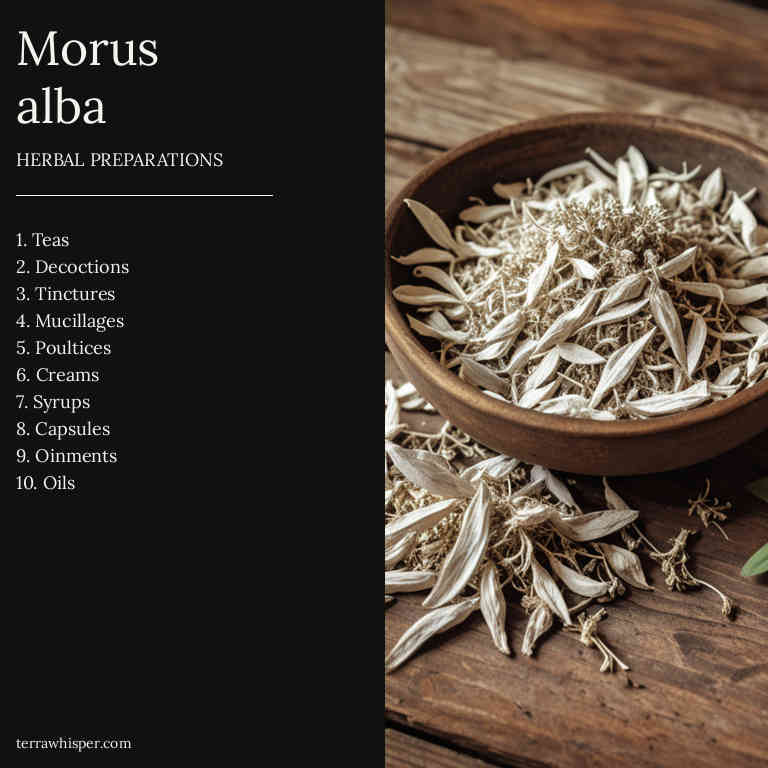 Morus
alba
HERBAL PREPARATIONS
1. Teas
2. Decoctions
3. Tinctures
4. Mucillages
5. Poultices
6. Creams
7. Syrups
8. Capsules
9. Oinments
10. Oils
terrawhisper.com